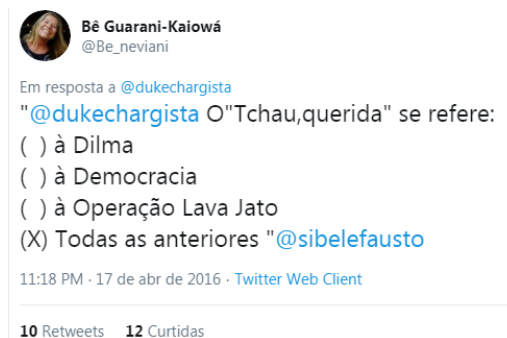 Bê Guarani-Kaiowá
@Be_neviani
Em resposta a @dukechargista
"@dukechargista O"Tchau,querida" se refere:
(  ) à Dilma
(  ) à Democracia
(  ) à Operação Lava Jato
(X) Todas as anteriores "@sibelefausto
11:18 PM · 17 de abr de 2016 · Twitter Web Client
10 Retweets 12 Curtidas